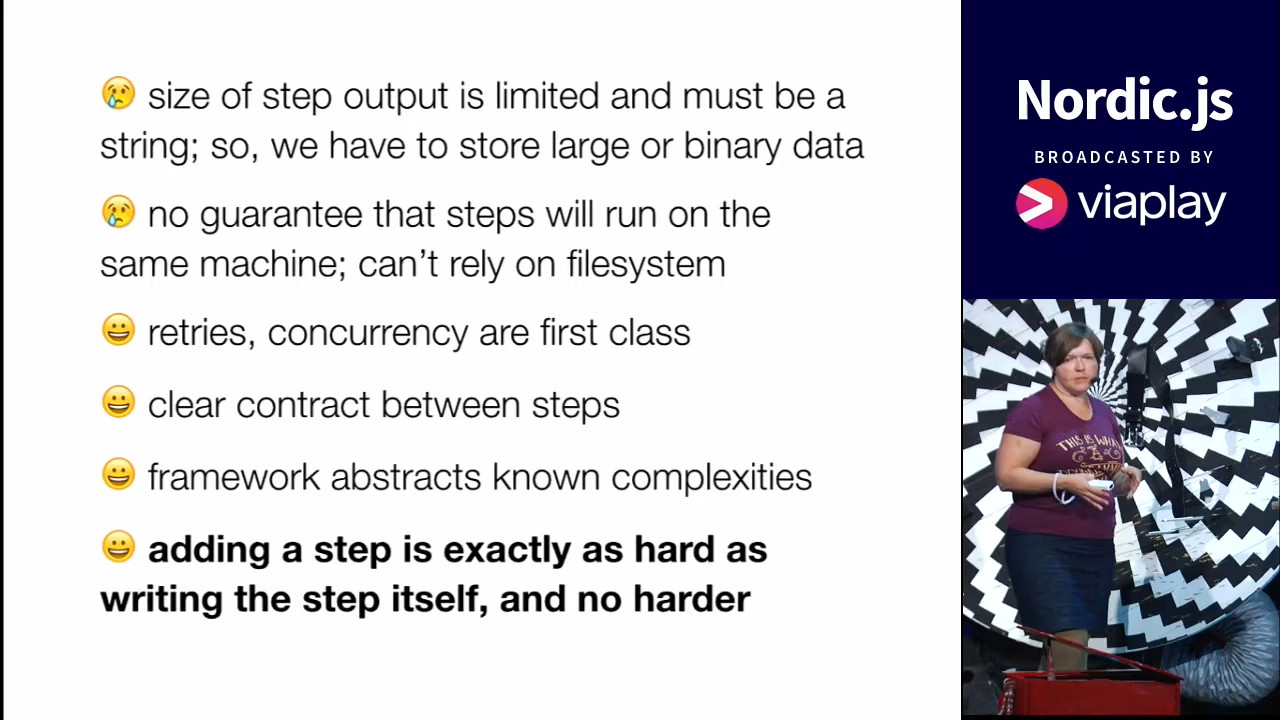 😢 size of step output is limited and must be a
string; so, we have to store large or binary data
😢 no guarantee that steps will run on the
same machine; can’t rely on filesystem
😀 retries, concurrency are first class
😀 clear contract between steps
😀 framework abstracts known complexities
😀 adding a step is exactly as hard as
writing the step itself, and no harder
Nordic.js
BROADCASTED BY
viaplay
THIS IS WHAT
A